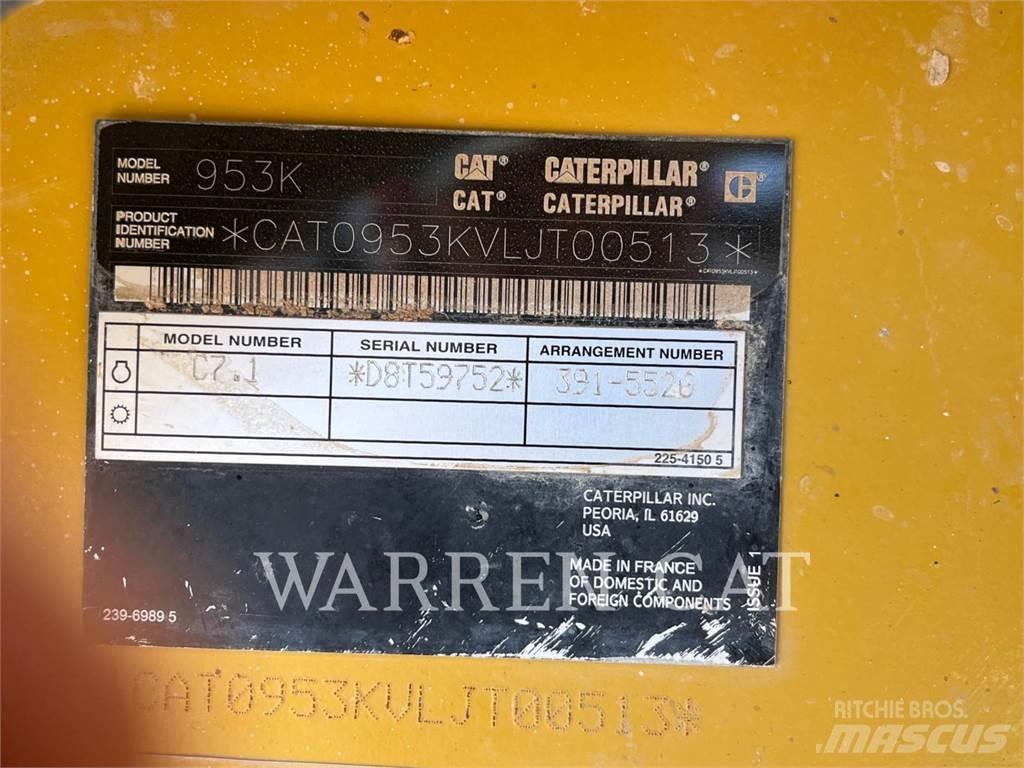 MODEL NUMBER 953K
CAT® CATERPILLAR® C®
CAT® CATERPILLAR®
PRODUCT IDENTIFICATION NUMBER *CAT0953KVLJT00513*
*CAT0953KVLJT00513*
MODEL NUMBER SERIAL NUMBER ARRANGEMENT NUMBER
C7.1 *D8T59752*
225-4150 5
CATERPILLAR INC.
PEORIA, IL 61629
USA
MADE IN FRANCE
OF DOMESTIC AND
FOREIGN COMPONENTS
ISSUE 1
239-6989 5
WARREN CAT
CAT0953KVLJT00513*
RITCHIE BROS.
MASCUS